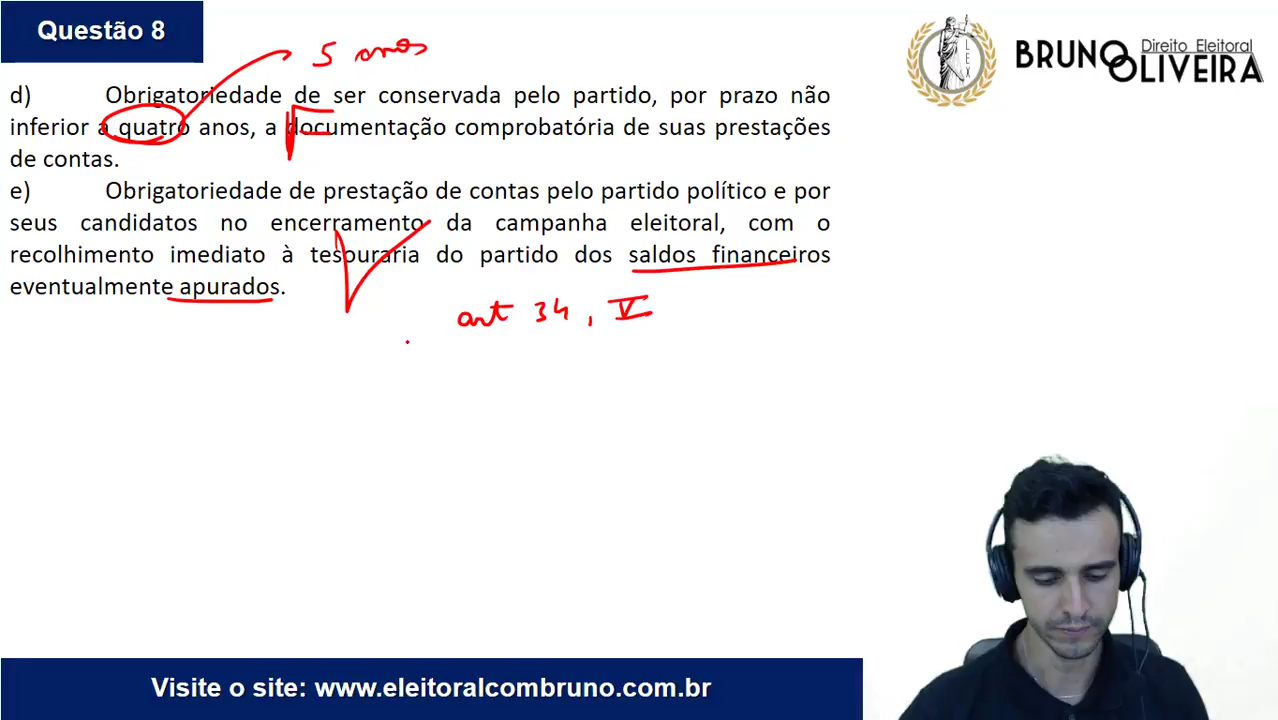 Questão 8
5 anos
d) Obrigatoriedade de ser conservada pelo partido, por prazo não
inferior a quatro anos, a documentação comprobatória de suas prestações
de contas.
F
e) Obrigatoriedade de prestação de contas pelo partido político e por
seus candidatos no encerramento da campanha eleitoral, com o
recolhimento imediato à tesouraria do partido dos saldos financeiros
eventualmente apurados.
art 34, V
LEX
BRUNO Direito Eleitoral
OLIVEIRA
Visite o site: www.eleitoralcombruno.com.br